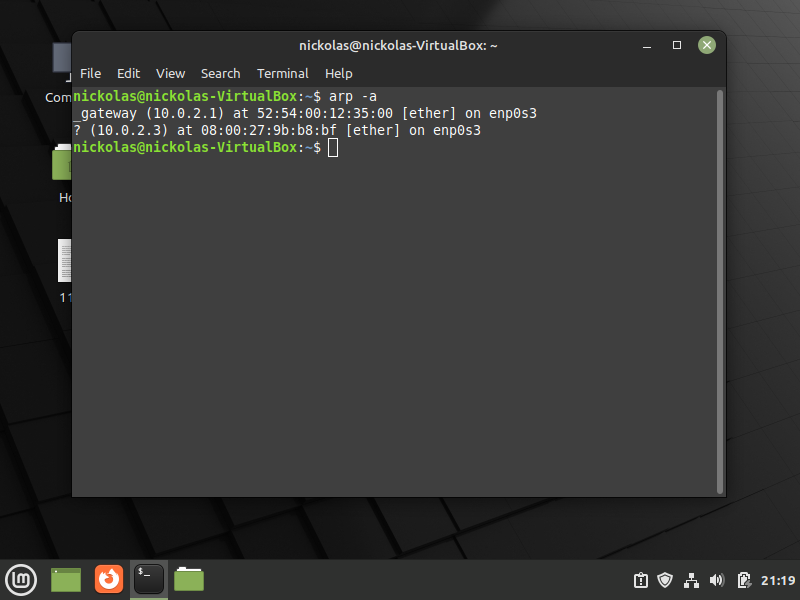 nickolas@nickolas-VirtualBox: ~
File Edit View Search Terminal Help
nickolas@nickolas-VirtualBox:~$ arp -a
_gateway (10.0.2.1) at 52:54:00:12:35:00 [ether] on enp0s3
? (10.0.2.3) at 08:00:27:9b:b8:bf [ether] on enp0s3
nickolas@nickolas-VirtualBox:~$
Com
Ho
11
21:19